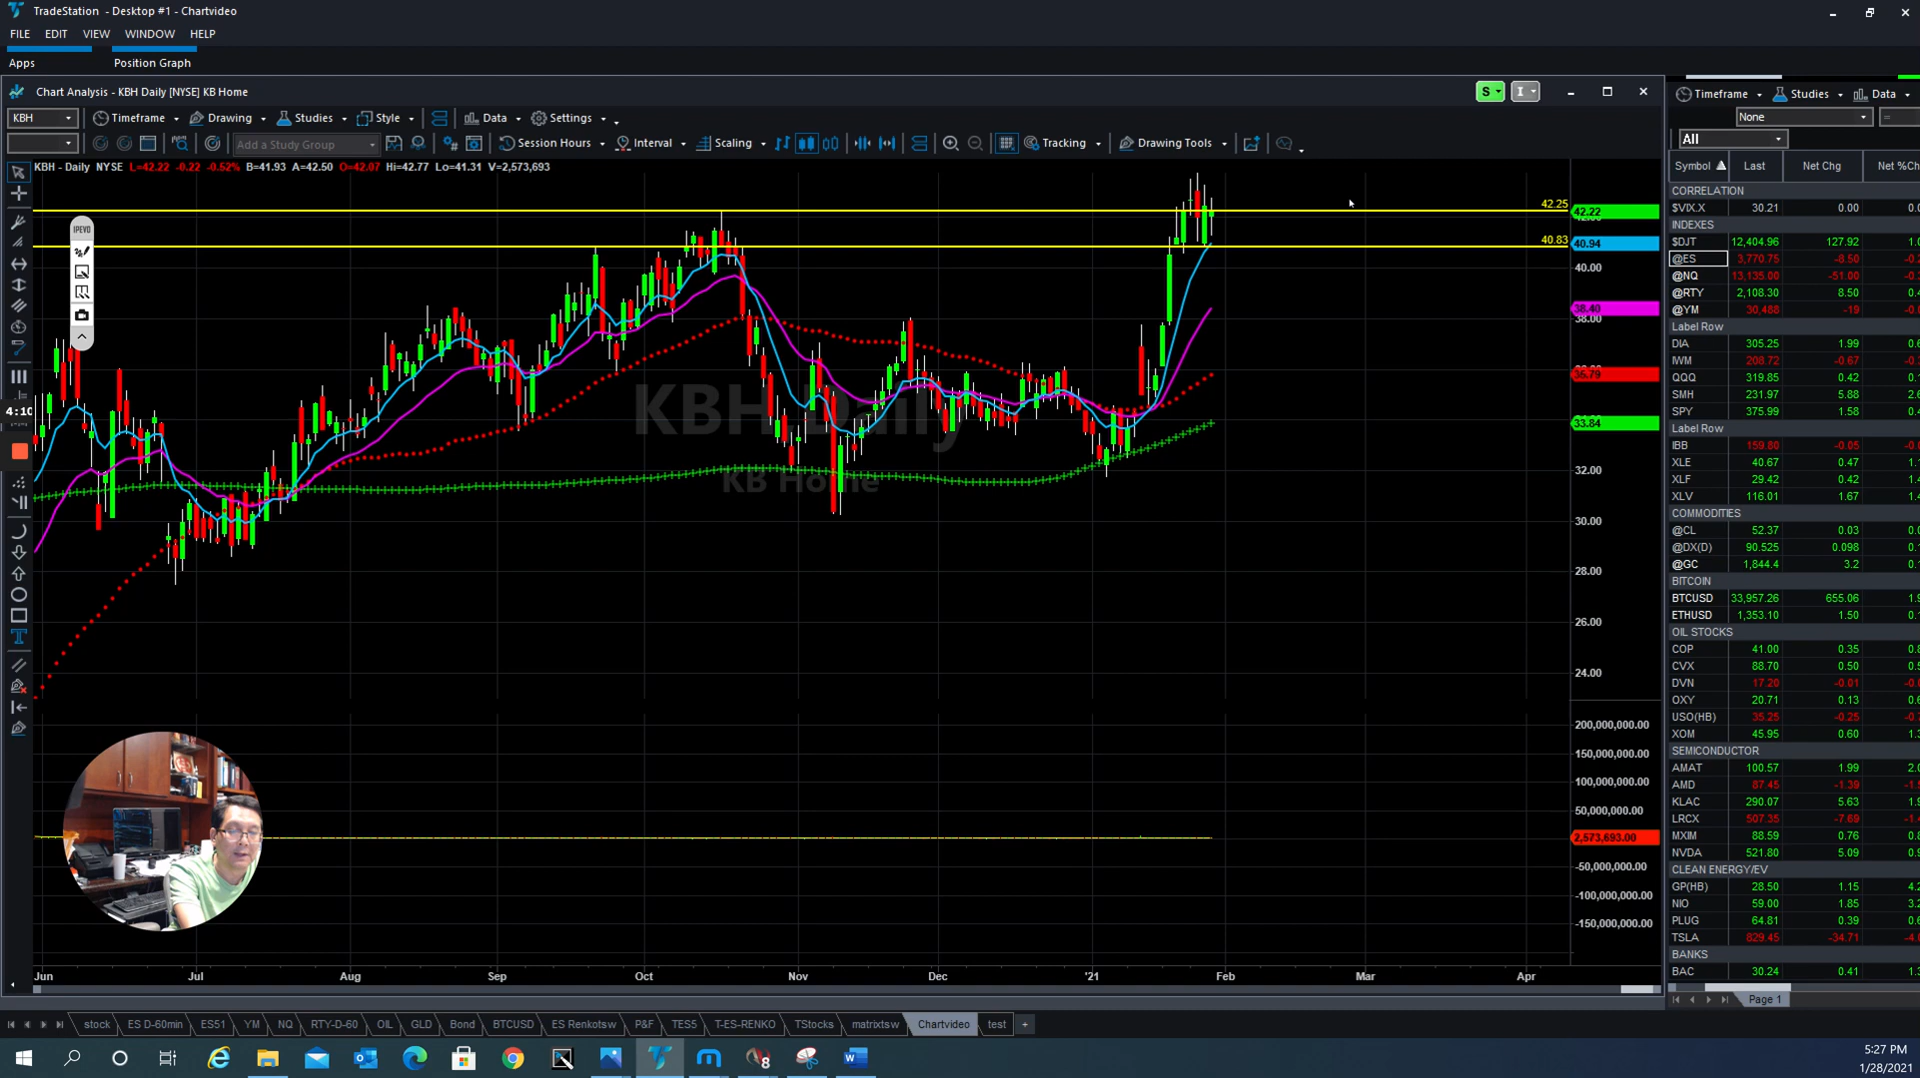 TradeStation - Desktop #1 - Chartvideo
FILE EDIT VIEW WINDOW HELP
Apps Position Graph
Chart Analysis - KBH Daily [NYSE] KB Home
S I
KBH Timeframe Drawing Studies Style Data Settings
Add a Study Group Session Hours Interval Scaling Tracking Drawing Tools
KBH - Daily NYSE L=42.22 -0.22 -0.52% B=41.93 A=42.50 O=42.07 Hi=42.77 Lo=41.31 V=2,573,693
42.25
42.22
40.83
40.94
40.00
38.40
38.00
35.79
33.84
32.00
30.00
28.00
26.00
24.00
KBH Daily
KB Home
IPEVO
4:10
200,000,000.00
150,000,000.00
100,000,000.00
50,000,000.00
2,573,693.00
-50,000,000.00
-100,000,000.00
-150,000,000.00
Jun Jul Aug Sep Oct Nov Dec '21 Feb Mar Apr
Timeframe Studies Data
None =
All
Symbol Last Net Chg Net %Ch
CORRELATION
$VIX.X 30.21 0.00
INDEXES
$DJT 12,404.96 127.92
@ES 3,770.75 -8.50
@NQ 13,135.00 -51.00
@RTY 2,108.30 8.50
@YM 30,488 -19
Label Row
DIA 305.25 1.99
IWM 208.72 -0.67
QQQ 319.85 0.42
SMH 231.97 5.88
SPY 375.99 1.58
Label Row
IBB 159.80 -0.05
XLE 40.67 0.47
XLF 29.42 0.42
XLV 116.01 1.67
COMMODITIES
@CL 52.37 0.03
@DX(D) 90.525 0.098
@GC 1,844.4 3.2
BITCOIN
BTCUSD 33,957.26 655.06
ETHUSD 1,353.10 1.50
OIL STOCKS
COP 41.00 0.35
CVX 88.70 0.50
DVN 17.20 -0.01
OXY 20.71 0.13
USO(HB) 35.25 -0.25
XOM 45.95 0.60
SEMICONDUCTOR
AMAT 100.57 1.99
AMD 87.45 -1.39
KLAC 290.07 5.63
LRCX 507.35 -7.69
MXIM 88.59 0.76
NVDA 521.80 5.09
CLEAN ENERGY/EV
GP(HB) 28.50 1.15
NIO 59.00 1.85
PLUG 64.81 0.39
TSLA 829.45 -34.71
BANKS
BAC 30.24 0.41
Page 1
stock ES D-60min ES51 YM NQ RTY-D-60 OIL GLD Bond BTCUSD ES Renkotsw P&F TES5 T-ES-RENKO TStocks matrixtsw Chartvideo test +
5:27 PM
1/28/2021